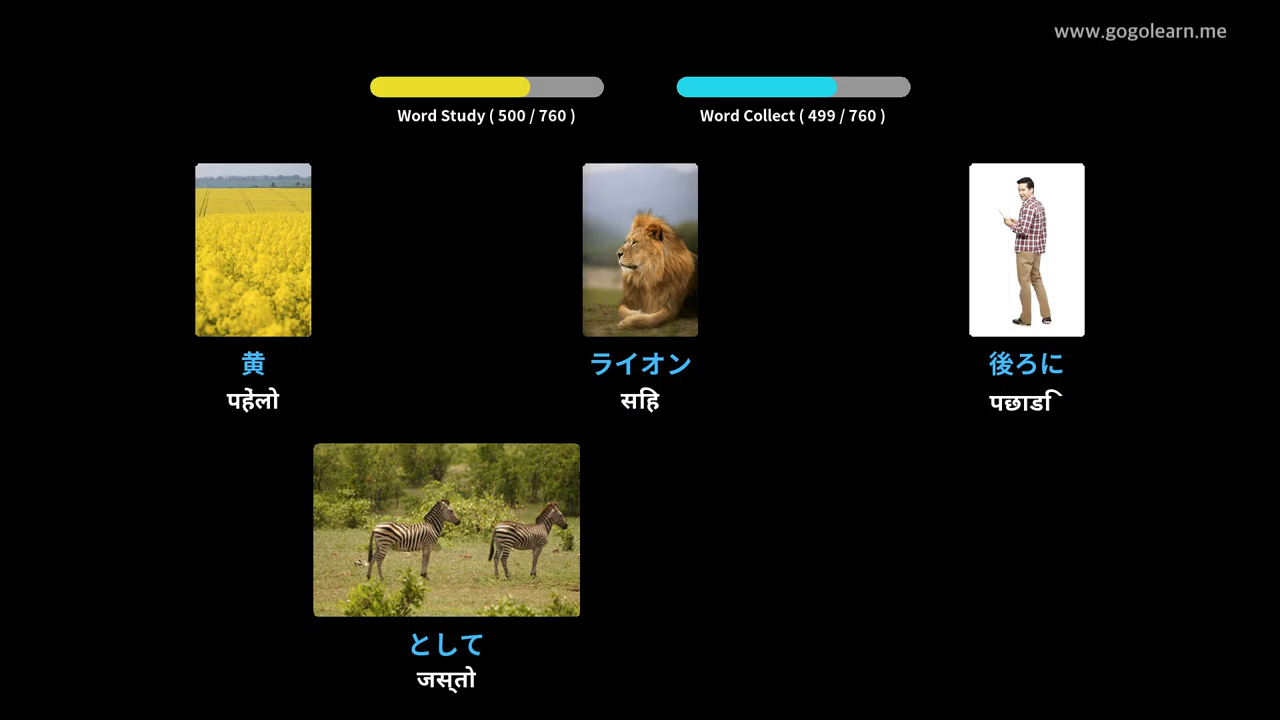 www.gogolearn.me
Word Study ( 500 / 760 )
Word Collect ( 499 / 760 )
黄
पहेंलो
ライオン
सिंह
後ろに
पछाडि
として
जस्तो